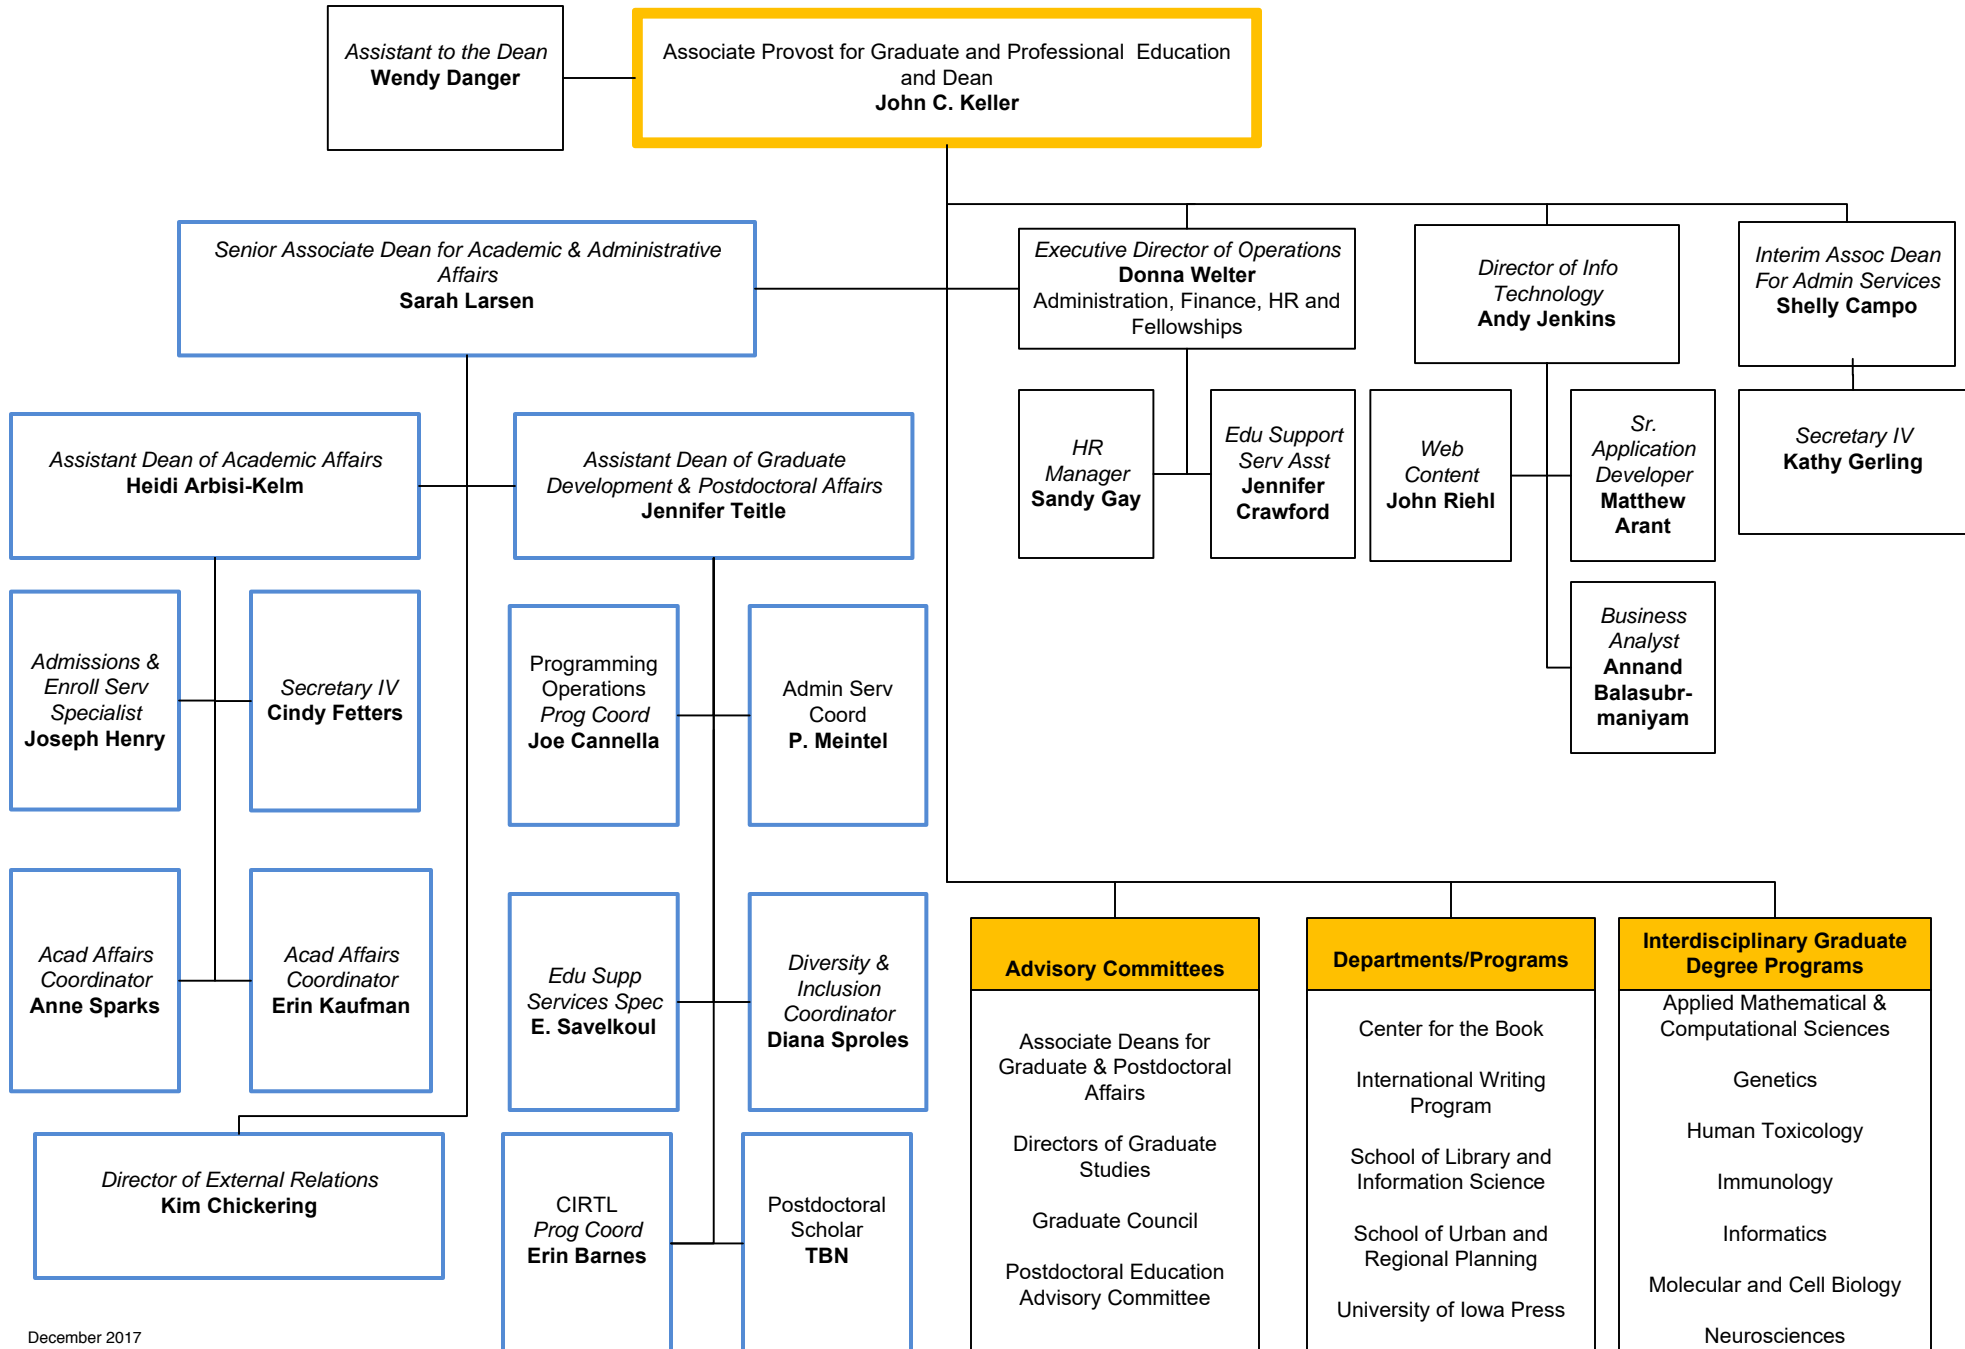 Assistant to the Dean
Wendy Danger
Associate Provost for Graduate and Professional Education
and Dean
John C. Keller
Senior Associate Dean for Academic & Administrative
Affairs
Sarah Larsen
Executive Director of Operations
Donna Welter
Administration, Finance, HR and
Fellowships
Director of Info
Technology
Andy Jenkins
Interim Assoc Dean
For Admin Services
Shelly Campo
Assistant Dean of Academic Affairs
Heidi Arbisi-Kelm
Assistant Dean of Graduate
Development & Postdoctoral Affairs
Jennifer Teitle
HR
Manager
Sandy Gay
Edu Support
Serv Asst
Jennifer
Crawford
Web
Content
John Riehl
Sr.
Application
Developer
Matthew
Arant
Secretary IV
Kathy Gerling
Business
Analyst
Annand
Balasubr-
maniyam
Admissions &
Enroll Serv
Specialist
Joseph Henry
Secretary IV
Cindy Fetters
Programming
Operations
Prog Coord
Joe Cannella
Admin Serv
Coord
P. Meintel
Acad Affairs
Coordinator
Anne Sparks
Acad Affairs
Coordinator
Erin Kaufman
Edu Supp
Services Spec
E. Savelkoul
Diversity &
Inclusion
Coordinator
Diana Sproles
Director of External Relations
Kim Chickering
CIRTL
Prog Coord
Erin Barnes
Postdoctoral
Scholar
TBN
Advisory Committees
Associate Deans for
Graduate & Postdoctoral
Affairs
Directors of Graduate
Studies
Graduate Council
Postdoctoral Education
Advisory Committee
Departments/Programs
Center for the Book
International Writing
Program
School of Library and
Information Science
School of Urban and
Regional Planning
University of Iowa Press
Interdisciplinary Graduate
Degree Programs
Applied Mathematical &
Computational Sciences
Genetics
Human Toxicology
Immunology
Informatics
Molecular and Cell Biology
Neurosciences
December 2017